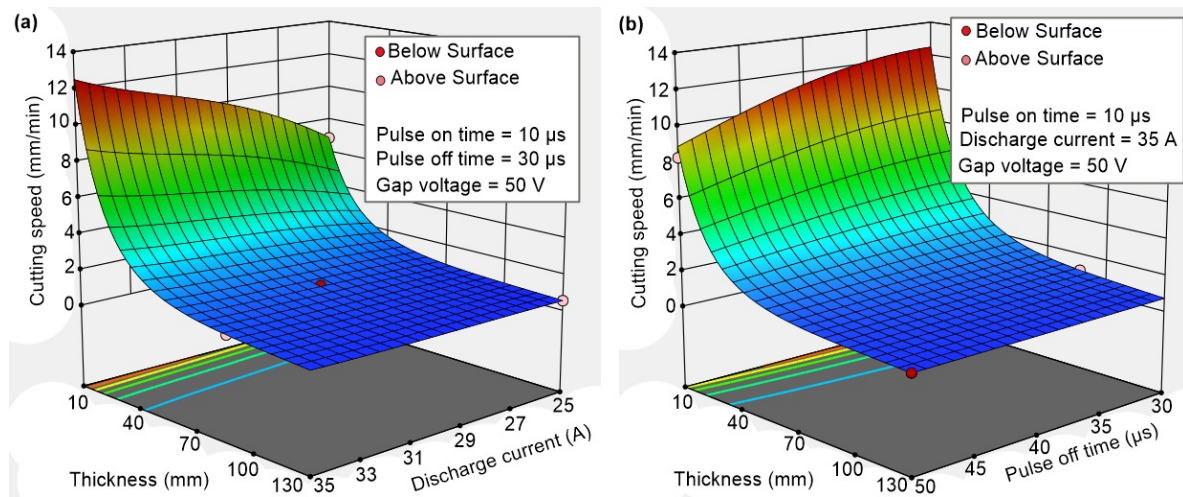 (a)
14
12
10
8
6
4
2
0
Cutting speed (mm/min)
Below Surface
Above Surface
Pulse on time = 10 µs
Pulse off time = 30 µs
Gap voltage = 50 V
10
40
70
100
130
Thickness (mm)
35
33
31
29
27
25
Discharge current (A)
(b)
14
12
10
8
6
4
2
0
Cutting speed (mm/min)
Below Surface
Above Surface
Pulse on time = 10 µs
Discharge current = 35 A
Gap voltage = 50 V
10
40
70
100
130
Thickness (mm)
50
45
40
35
30
Pulse off time (µs)